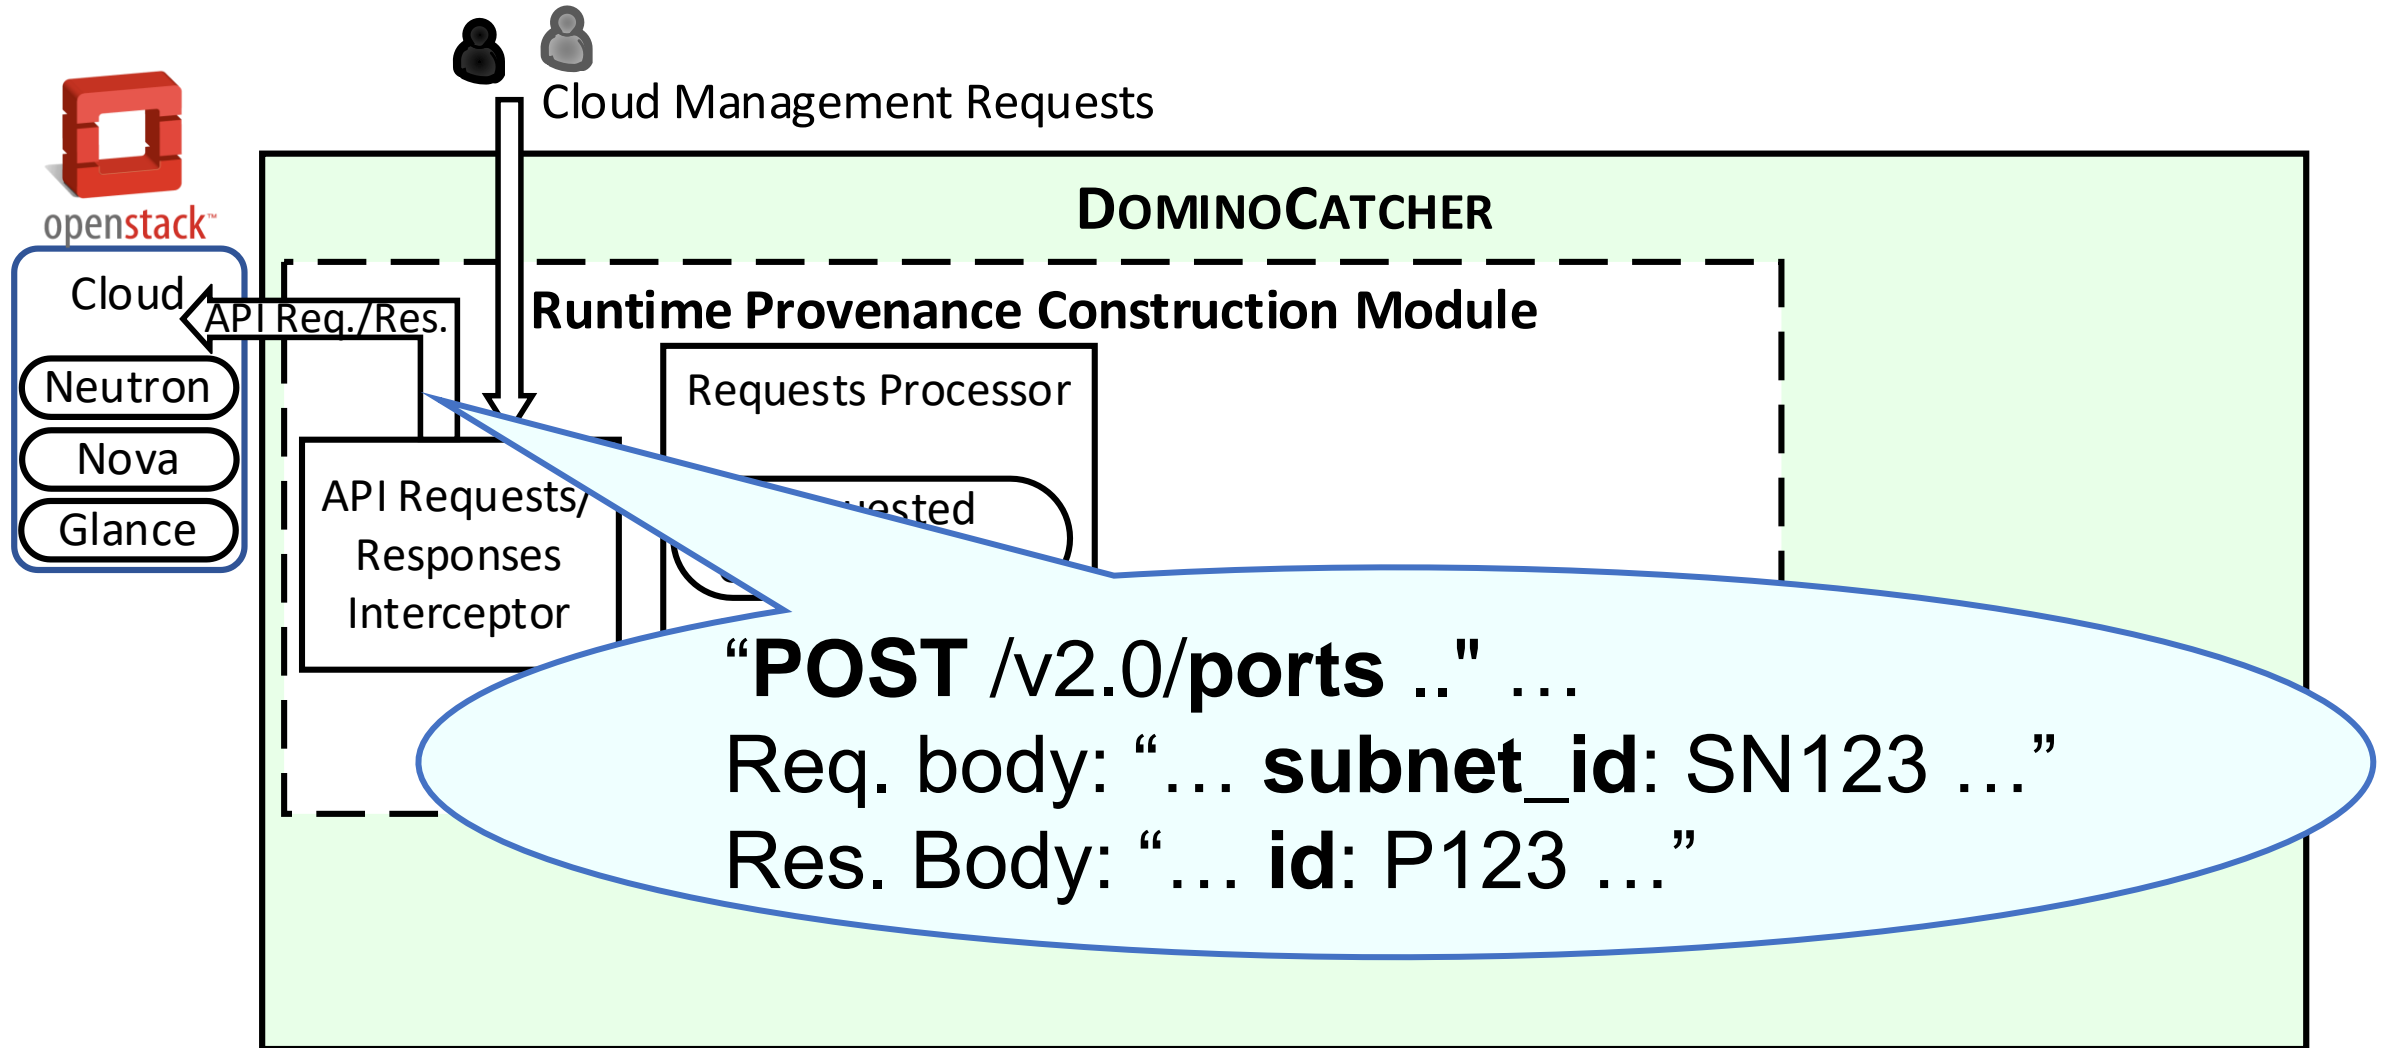 Cloud Management Requests
openstack™
DOMINOCATCHER
Cloud
API Req./Res.
Runtime Provenance Construction Module
Neutron
Nova
Glance
Requests Processor
API Requests/
Responses
Interceptor
“POST /v2.0/ports .." …
Req. body: “… subnet_id: SN123 …”
Res. Body: “… id: P123 …”